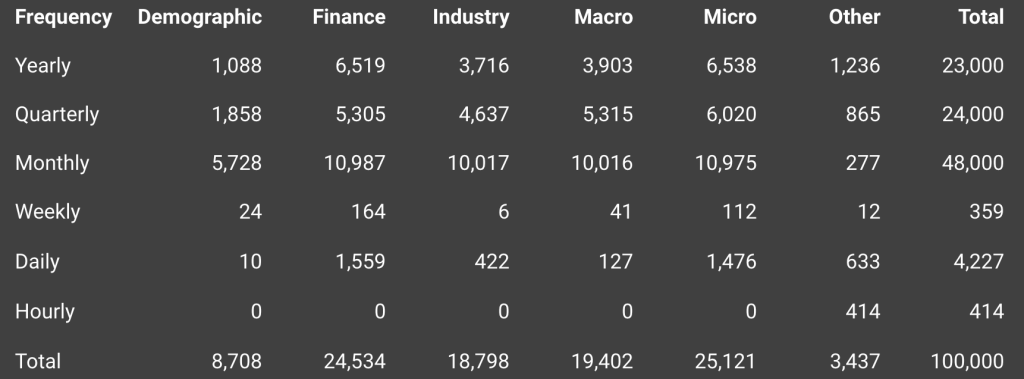 Frequency Demographic Finance Industry Macro Micro Other Total
Yearly 1,088 6,519 3,716 3,903 6,538 1,236 23,000
Quarterly 1,858 5,305 4,637 5,315 6,020 865 24,000
Monthly 5,728 10,987 10,017 10,016 10,975 277 48,000
Weekly 24 164 6 41 112 12 359
Daily 10 1,559 422 127 1,476 633 4,227
Hourly 0 0 0 0 0 414 414
Total 8,708 24,534 18,798 19,402 25,121 3,437 100,000